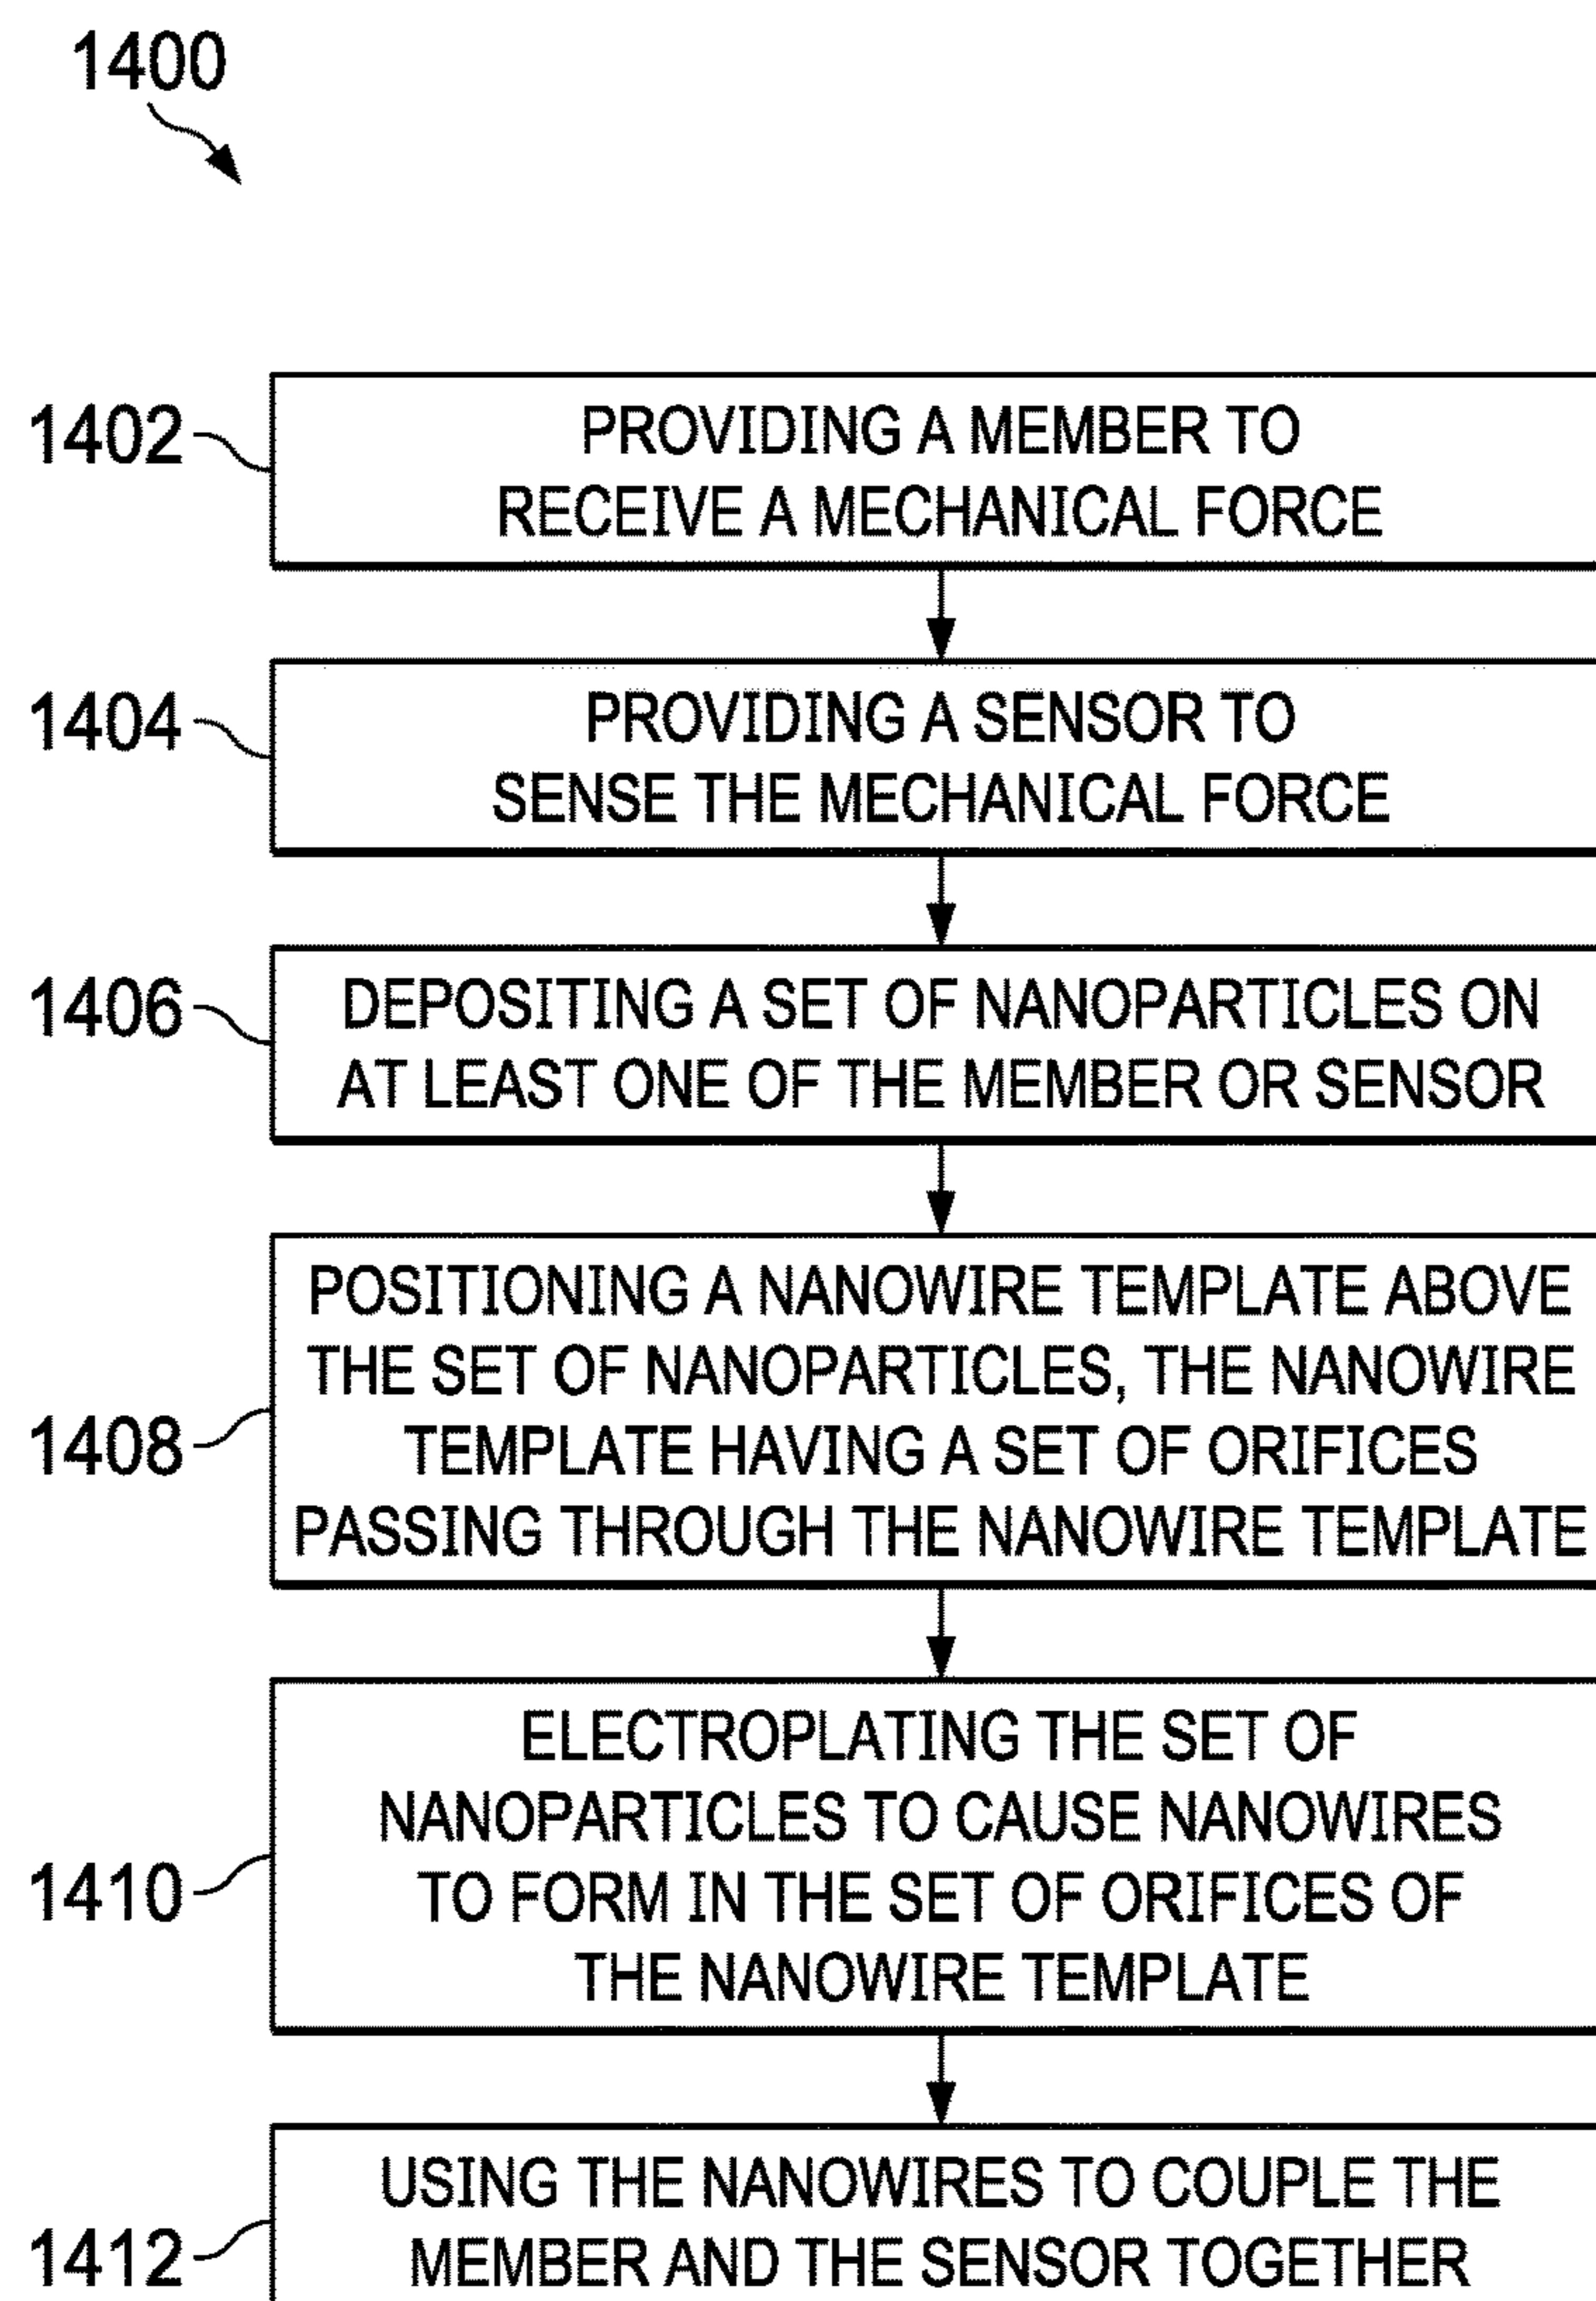 1400
1402
PROVIDING A MEMBER TO
RECEIVE A MECHANICAL FORCE
1404
PROVIDING A SENSOR TO
SENSE THE MECHANICAL FORCE
1406
DEPOSITING A SET OF NANOPARTICLES ON
AT LEAST ONE OF THE MEMBER OR SENSOR
1408
POSITIONING A NANOWIRE TEMPLATE ABOVE
THE SET OF NANOPARTICLES, THE NANOWIRE
TEMPLATE HAVING A SET OF ORIFICES
PASSING THROUGH THE NANOWIRE TEMPLATE
1410
ELECTROPLATING THE SET OF
NANOPARTICLES TO CAUSE NANOWIRES
TO FORM IN THE SET OF ORIFICES OF
THE NANOWIRE TEMPLATE
1412
USING THE NANOWIRES TO COUPLE THE
MEMBER AND THE SENSOR TOGETHER